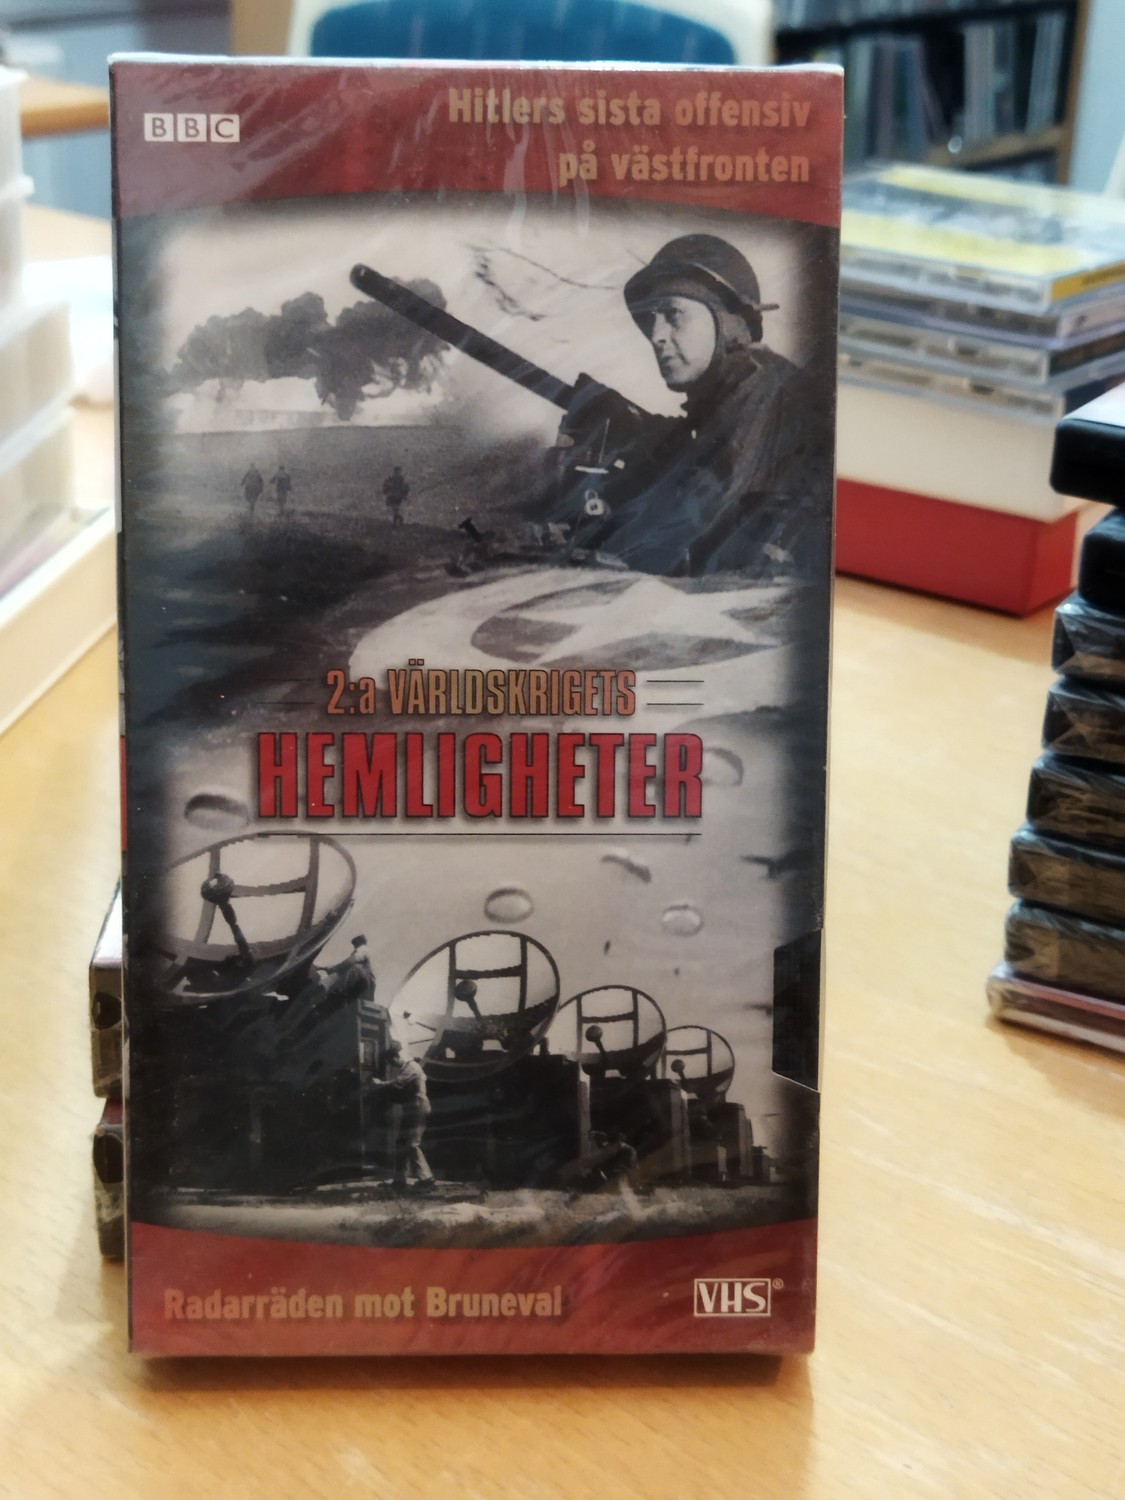 BBC
Hitlers sista offensiv
på västfronten
2:a VÄRLDSKRIGETS
HEMLIGHETER
Radarräden mot Bruneval
VHS®